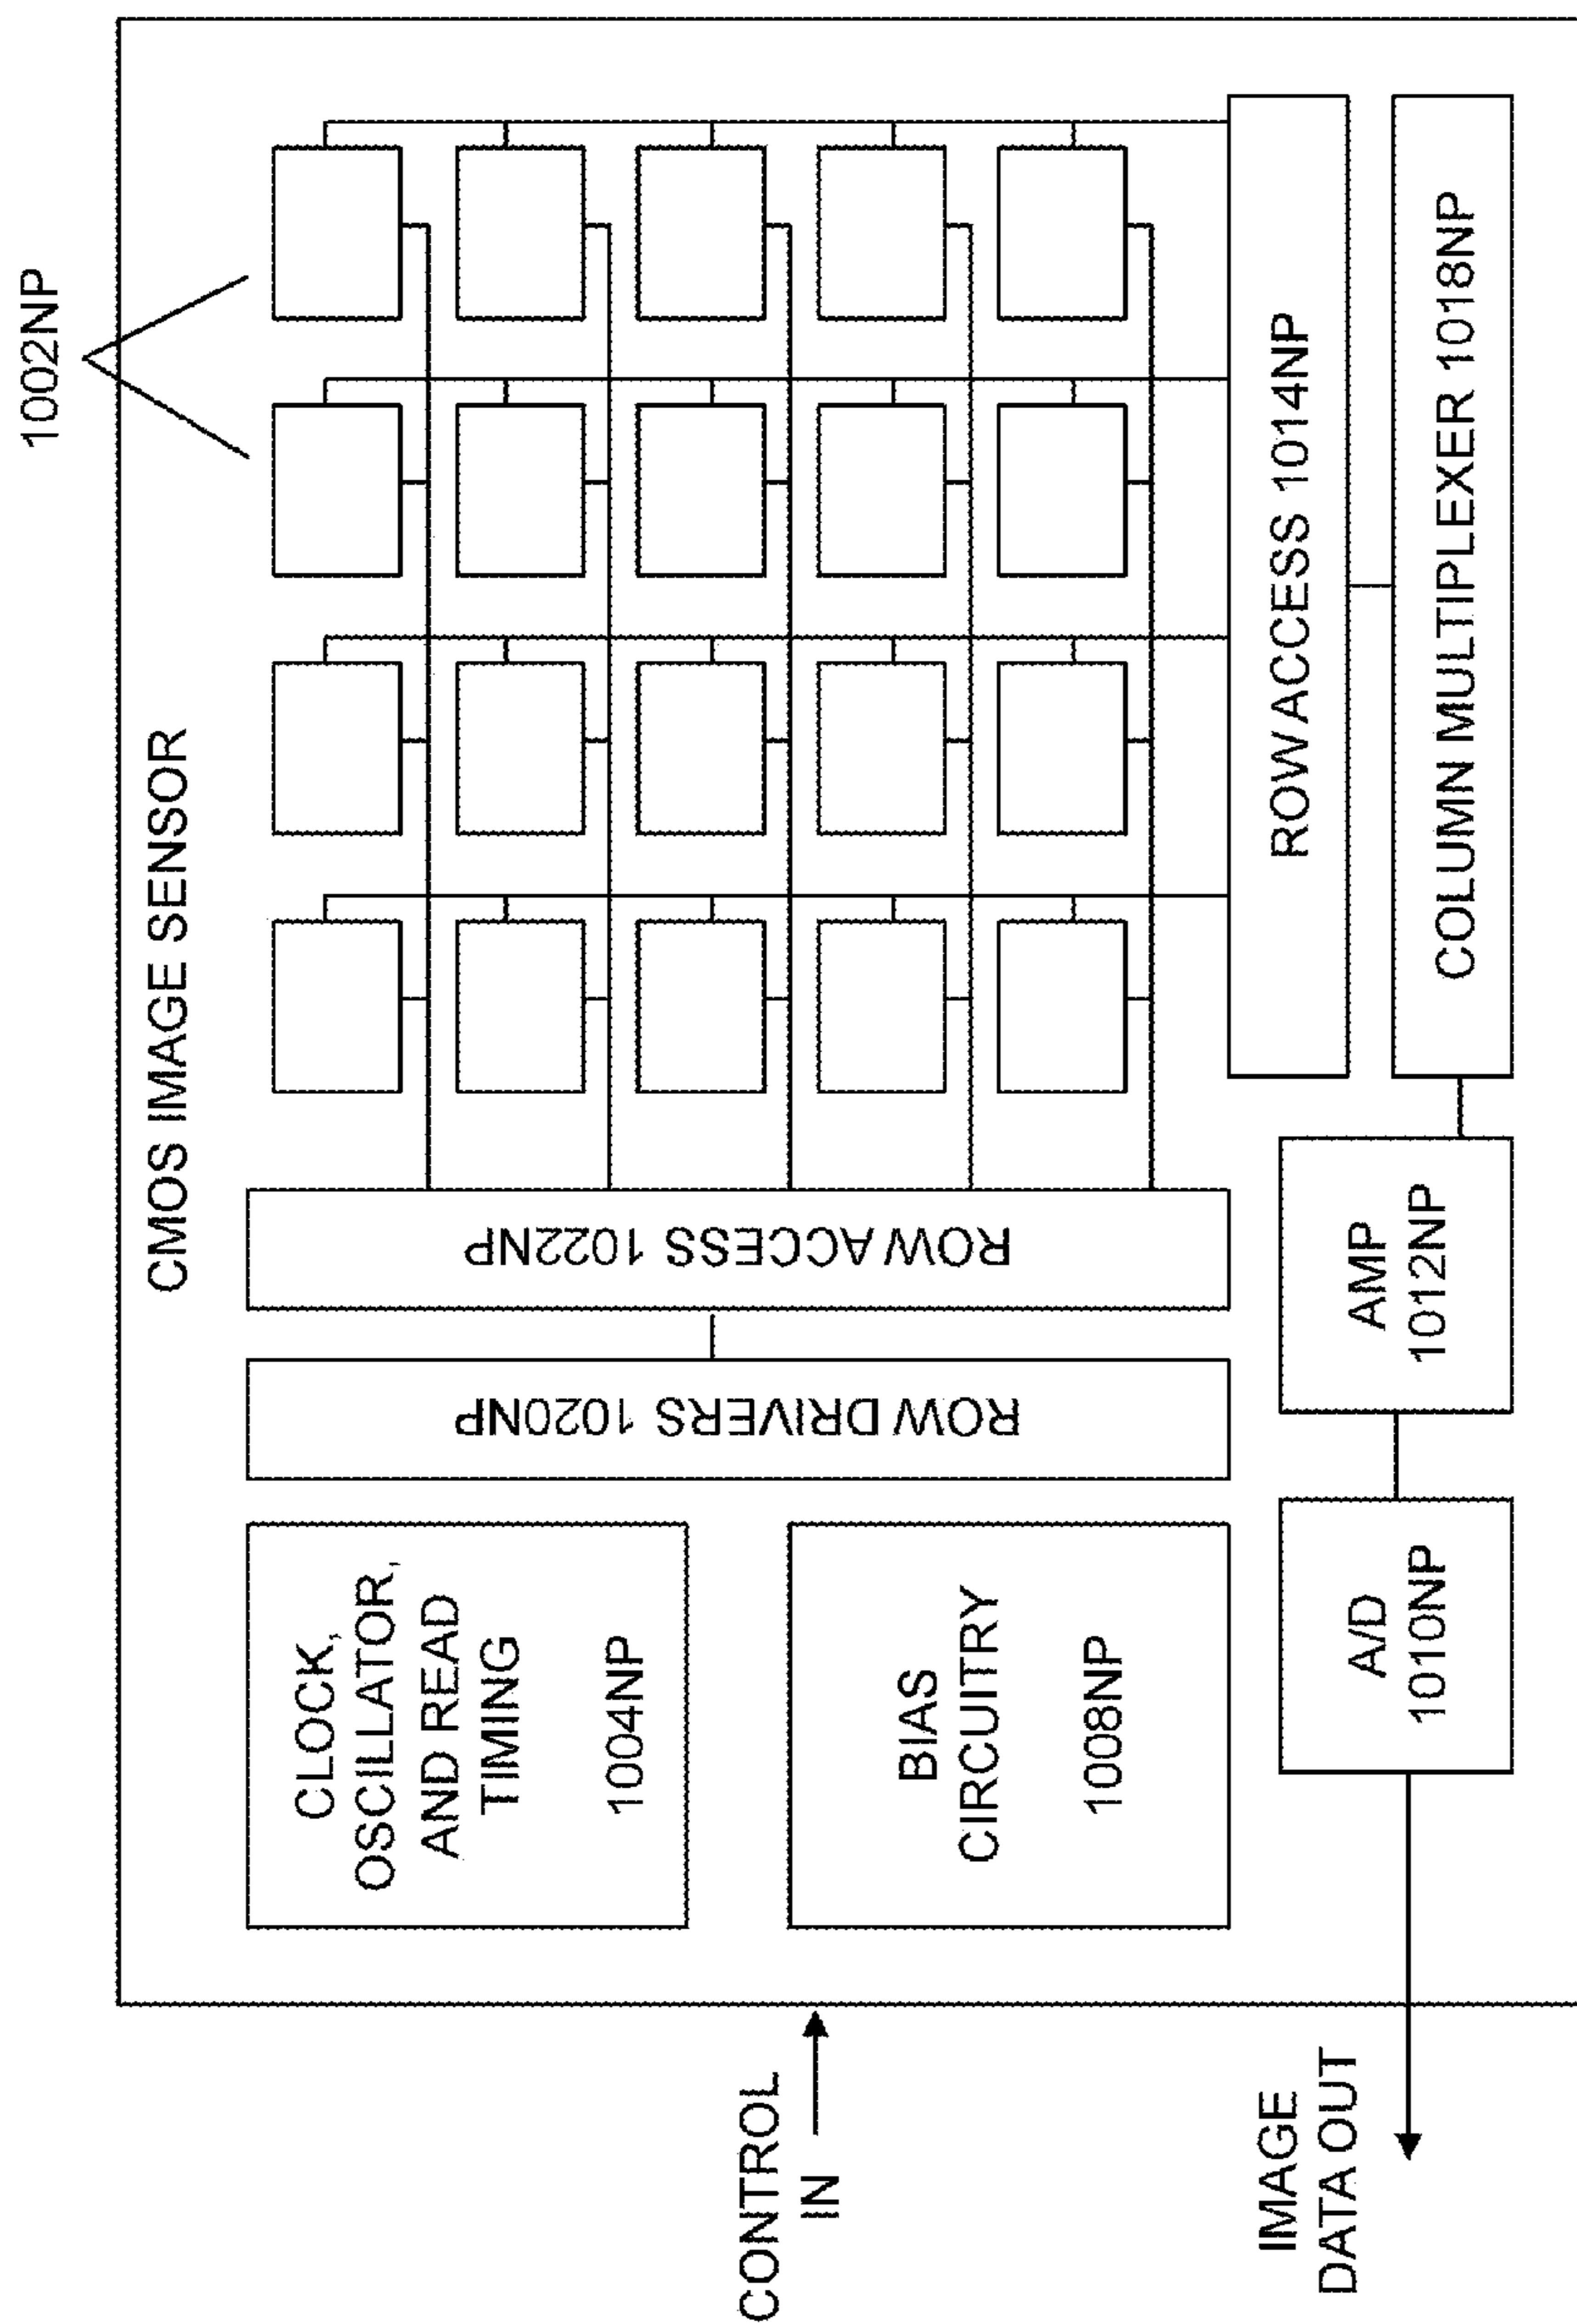 1002NP
CMOS IMAGE SENSOR
CLOCK,
OSCILLATOR,
AND READ
TIMING
1004NP
ROW DRIVERS 1020NP
ROW ACCESS 1022NP
CONTROL
IN
BIAS
CIRCUITRY
1008NP
ROW ACCESS 1014NP
IMAGE
DATA OUT
A/D
1010NP
AMP
1012NP
COLUMN MULTIPLEXER 1018NP